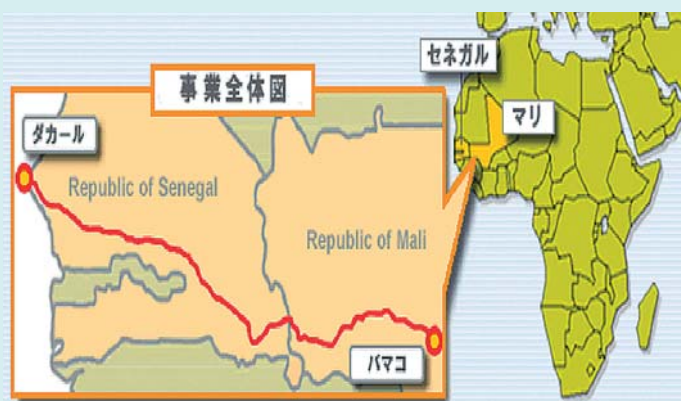 事業全体図
セネガル
マリ
ダカール
Republic of Senegal
Republic of Mali
バマコ